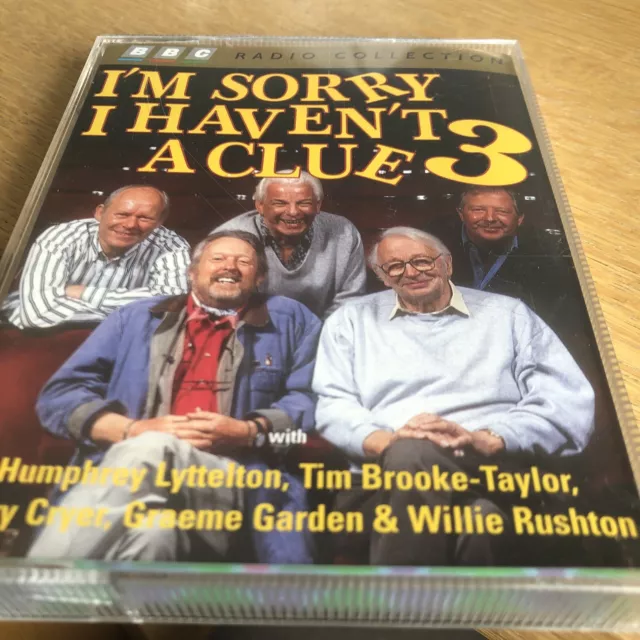 BBC RADIO COLLECTION
I'M SORRY
I HAVEN'T
A CLUE 3
with
Humphrey Lyttelton, Tim Brooke-Taylor,
y Cryer, Graeme Garden & Willie Rushton